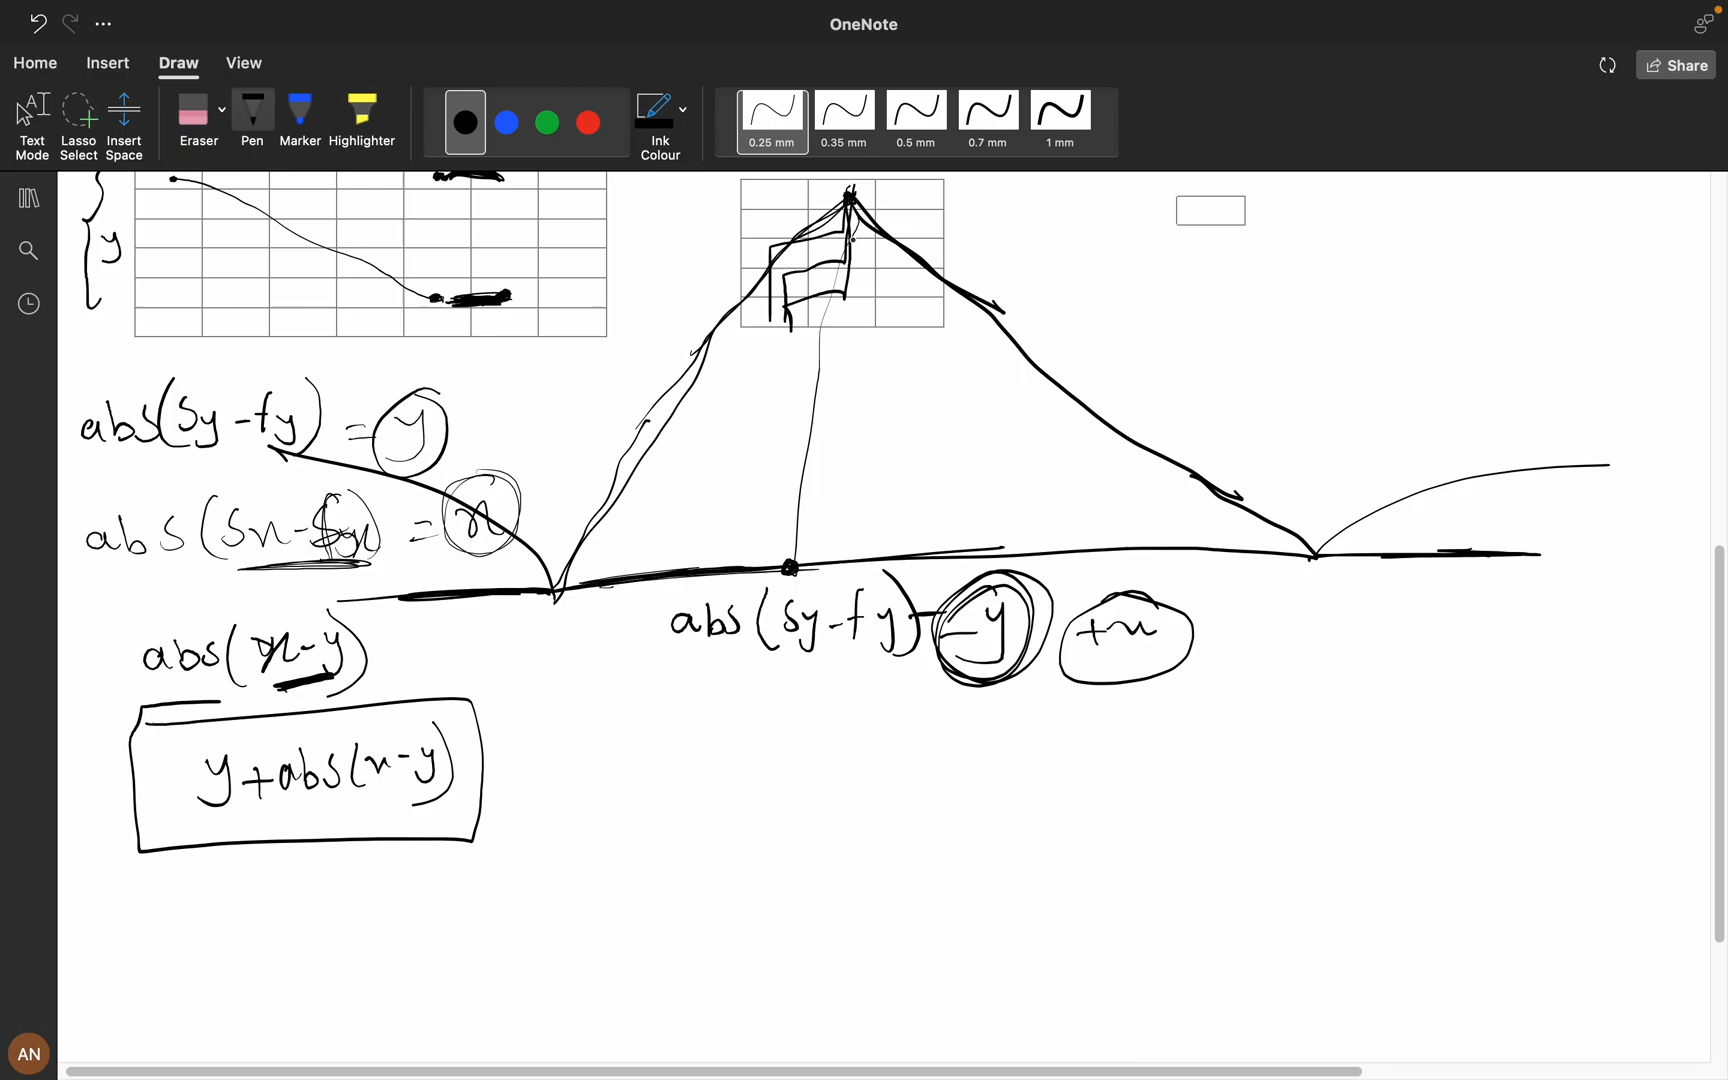 OneNote
Home Insert Draw View
Share
Text Mode
Lasso Select
Insert Space
Eraser
Pen
Marker
Highlighter
Ink Colour
0.25 mm
0.35 mm
0.5 mm
0.7 mm
1 mm
y
abs(sy-fy) = y
abs(sx-fx) = x
abs(x-y)
y+abs(x-y)
abs(sy-fy) -y +x
AN